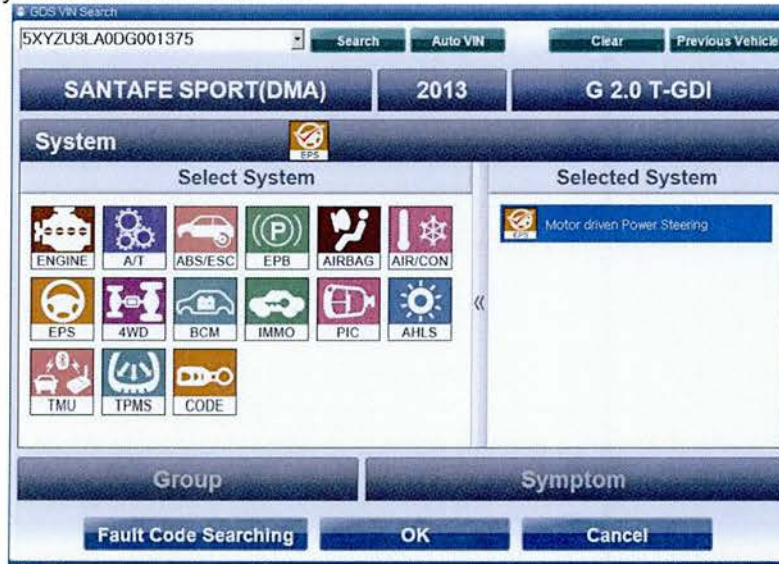 GDS VIN Search
5XYZU3LA0DG001375 Search Auto VIN Clear Previous Vehicle
SANTAFE SPORT(DMA) 2013 G 2.0 T-GDI
System EPS
Select System Selected System
EPS Motor driven Power Steering
ENGINE A/T ABS/ESC (P) EPB AIRBAG AIR/CON
EPS 4WD BCM IMMO PIC AHLS
«
TMU TPMS CODE
Group Symptom
Fault Code Searching OK Cancel